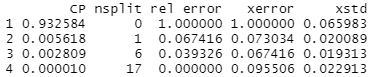 CP nsplit rel error xerror xstd
1 0.932584 0 1.000000 1.000000 0.065983
2 0.005618 1 0.067416 0.073034 0.020089
3 0.002809 6 0.039326 0.067416 0.019313
4 0.000010 17 0.000000 0.095506 0.022913